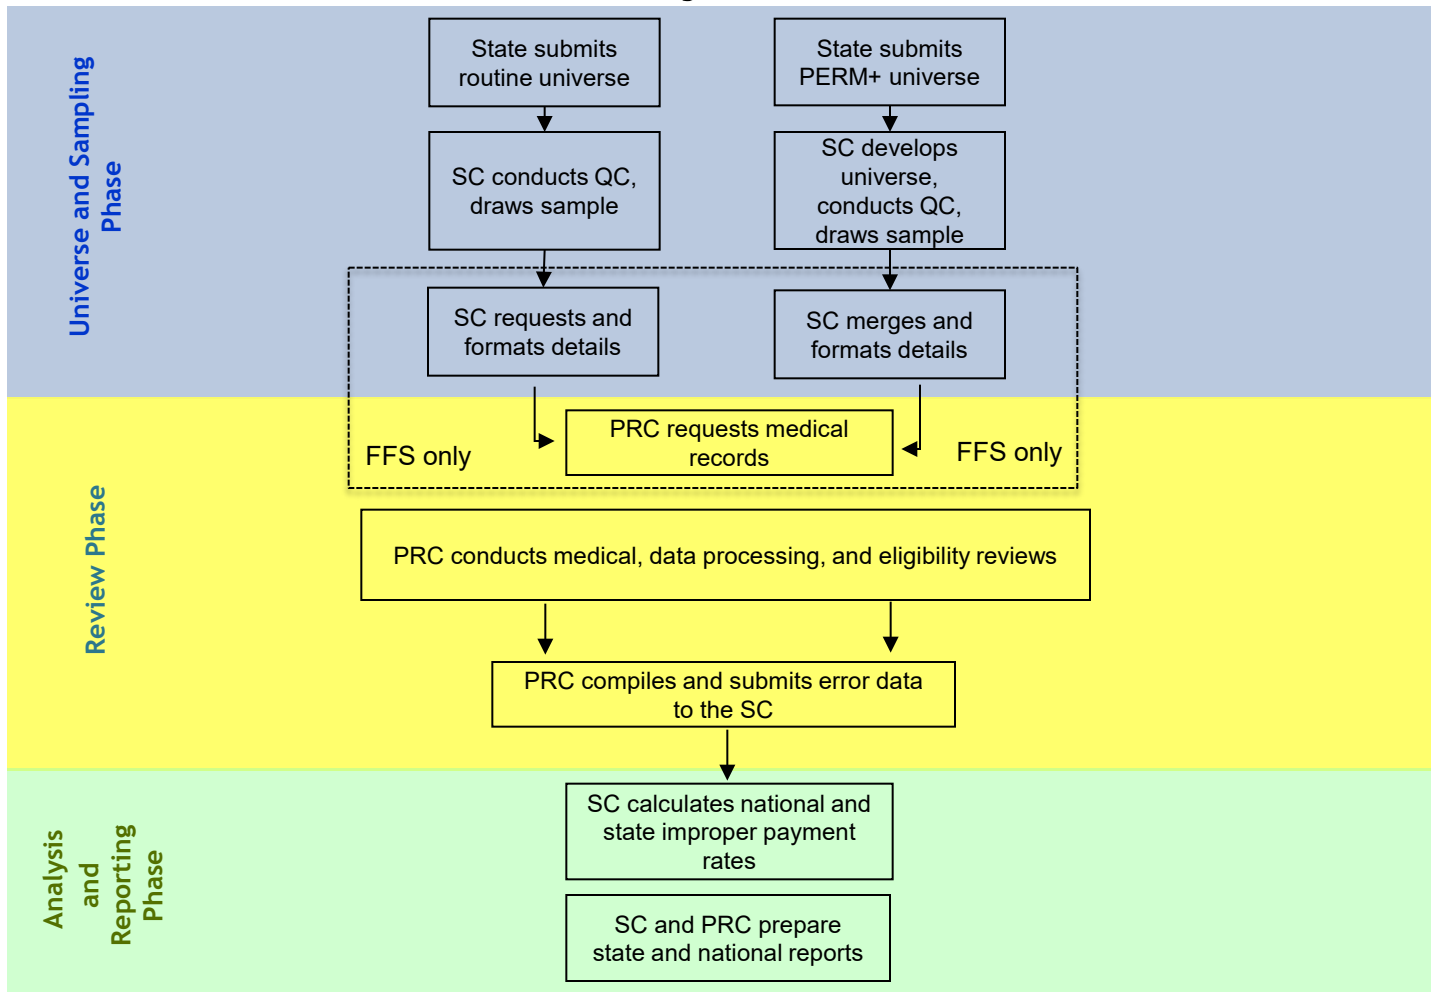 Universe and Sampling
Phase
State submits
routine universe
State submits
PERM+ universe
SC conducts QC,
draws sample
SC develops
universe,
conducts QC,
draws sample
SC requests and
formats details
SC merges and
formats details
Review Phase
PRC requests medical
records
FFS only
FFS only
PRC conducts medical, data processing, and eligibility reviews
PRC compiles and submits error data
to the SC
Analysis
and
Reporting
Phase
SC calculates national and
state improper payment
rates
SC and PRC prepare
state and national reports